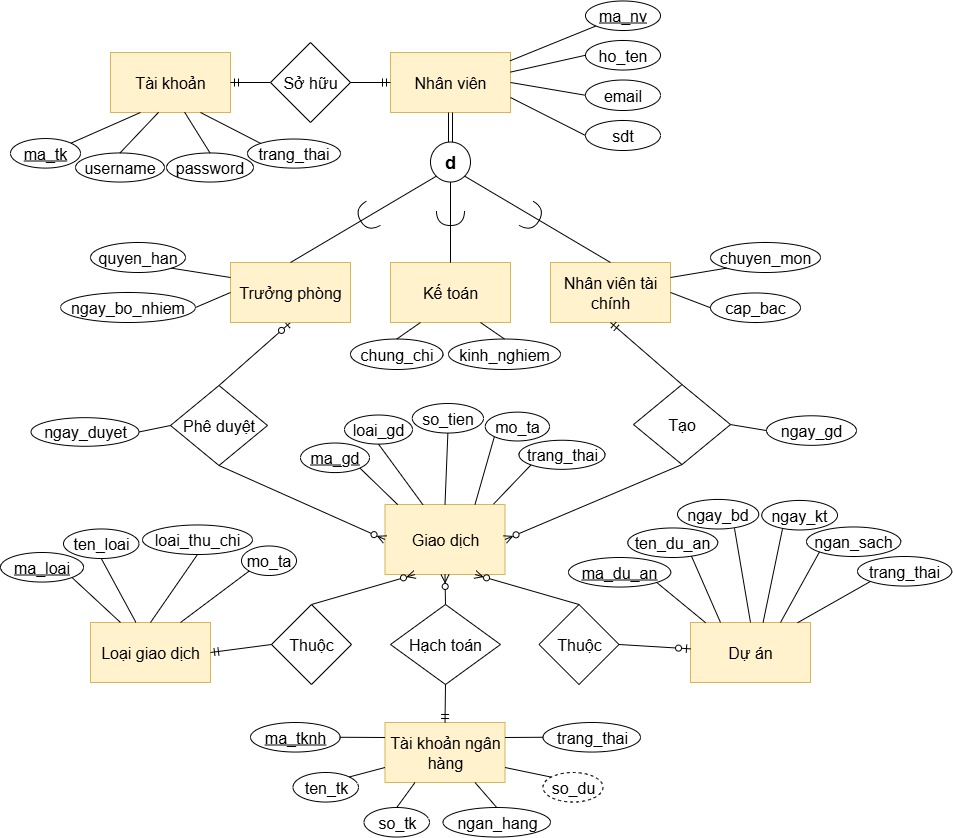 ma_nv
ho_ten
email
sdt
Tài khoản
Sở hữu
Nhân viên
ma_tk
username
password
trang_thai
d
quyen_han
ngay_bo_nhiem
Trưởng phòng
Kế toán
Nhân viên tài
chính
chuyen_mon
cap_bac
chung_chi
kinh_nghiem
ngay_duyet
Phê duyệt
ma_gd
loai_gd
so_tien
mo_ta
trang_thai
Tạo
ngay_gd
Giao dịch
ma_loai
ten_loai
loai_thu_chi
mo_ta
ma_du_an
ten_du_an
ngay_bd
ngay_kt
ngan_sach
trang_thai
Loại giao dịch
Thuộc
Hạch toán
Thuộc
Dự án
ma_tknh
Tài khoản ngân
hàng
trang_thai
ten_tk
so_tk
ngan_hang
so_du